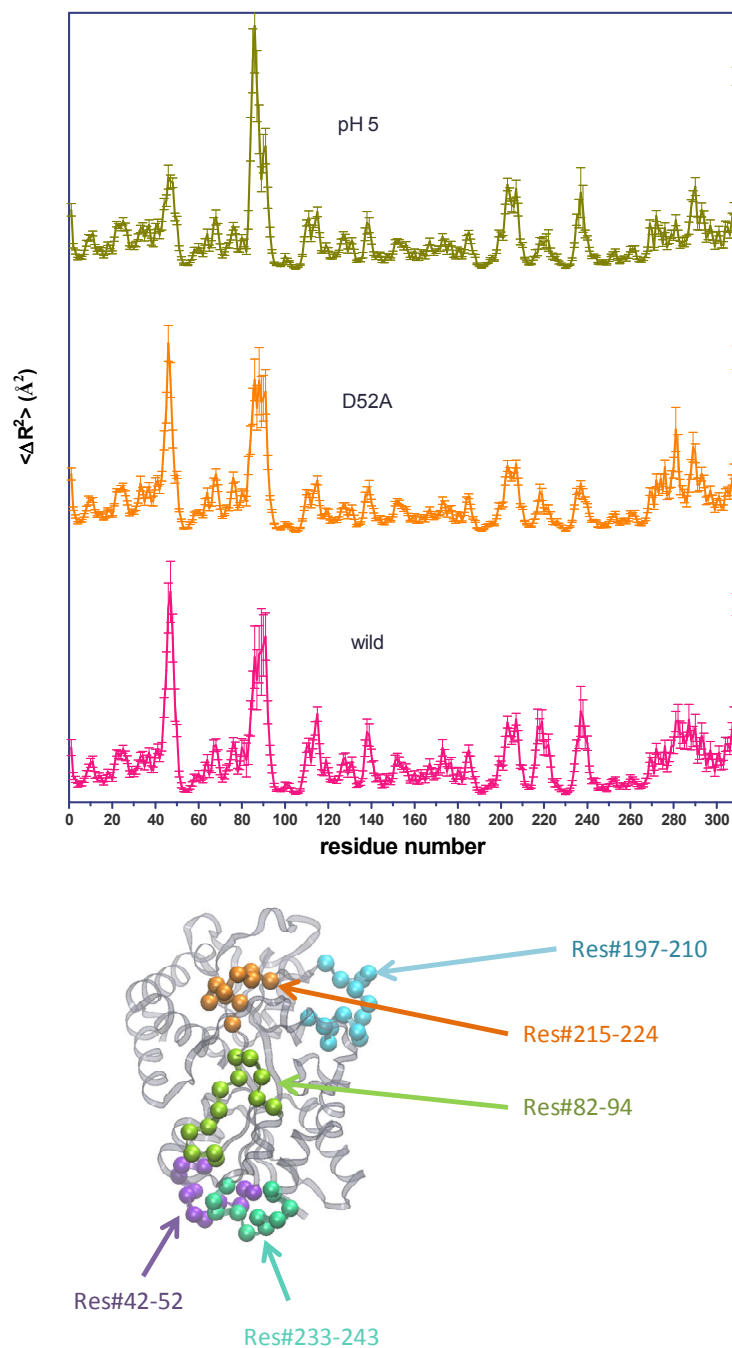 pH 5
D52A
wild
<ΔR²> (Å²)
0 20 40 60 80 100 120 140 160 180 200 220 240 260 280 300
residue number
Res#197-210
Res#215-224
Res#82-94
Res#42-52
Res#233-243